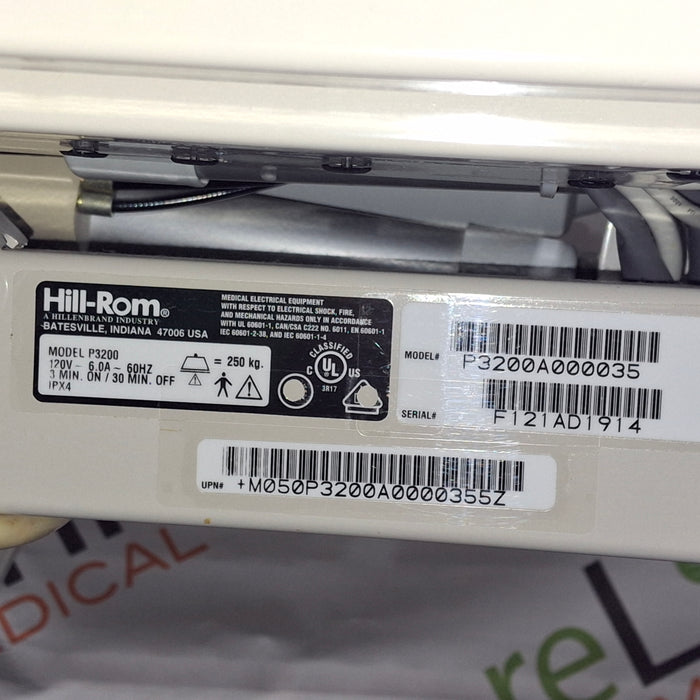 Hill-Rom®
A HILLENBRAND INDUSTRY
BATESVILLE, INDIANA 47006 USA
MEDICAL ELECTRICAL EQUIPMENT
WITH RESPECT TO ELECTRICAL SHOCK, FIRE,
AND MECHANICAL HAZARDS ONLY IN ACCORDANCE
WITH UL 60601-1, CAN/CSA C222 NO. 6011, EN 60601-1
IEC 60601-2-38, AND IEC 60601-1-4
MODEL P3200
120V ~ 6.0A ~ 60HZ
3 MIN. ON / 30 MIN. OFF
IPX4
= 250 kg.
CLASSIFIED
C UL US
3R17
MODEL# P3200A000035
SERIAL# F121AD1914
UPN# +M050P3200A0000355Z
DICAL
reL